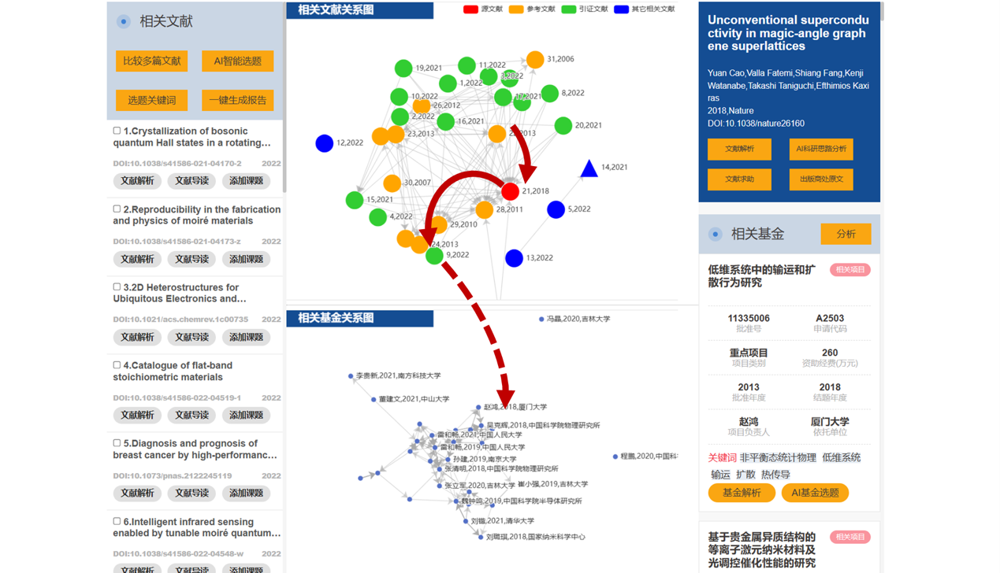 相关文献
比较多篇文献
AI智能选题
选题关键词
一键生成报告
1.Crystallization of bosonic
quantum Hall states in a rotating...
DOI:10.1038/s41586-021-04170-2
2022
文献解析
文献导读
添加课题
2.Reproducibility in the fabrication
and physics of moiré materials
DOI:10.1038/s41586-021-04173-z
2022
文献解析
文献导读
添加课题
3.2D Heterostructures for
Ubiquitous Electronics and...
DOI:10.1021/acs.chemrev.1c00735
2022
文献解析
文献导读
添加课题
4.Catalogue of flat-band
stoichiometric materials
DOI:10.1038/s41586-022-04519-1
2022
文献解析
文献导读
添加课题
5.Diagnosis and prognosis of
breast cancer by high-performanc...
DOI:10.1073/pnas.2122245119
2022
文献解析
文献导读
添加课题
6.Intelligent infrared sensing
enabled by tunable moiré quantum...
DOI:10.1038/s41586-022-04548-w
2022
文献解析
文献导读
添加课题
相关文献关系图
源文献
参考文献
引证文献
其它相关文献
31,2006
19,2021
11,2022
3,2022
1,2022
8,2022
10,2022
17,2021
26,2012
2,2022
16,2021
20,2021
23,2013
12,2022
14,2021
30,2007
21,2018
15,2021
28,2011
5,2022
4,2022
29,2010
24,2013
9,2022
13,2022
相关基金关系图
冯晶,2020,吉林大学
李贵新,2021,南方科技大学
董建文,2021,中山大学
赵鸿,2018,厦门大学
吴克辉,2018,中国科学院物理研究所
雷和畅,2021,中国人民大学
雷和畅,2019,中国人民大学
程鹏,2020,中国科
孙建,2019,南京大学
张清明,2018,中国科学院物理研究所
张立军,2020,吉林大学
崔小强,2019,吉林大学
魏钟鸣,2019,中国科学院半导体研究所
刘锴,2021,清华大学
刘璐琪,2018,国家纳米科学中心
Unconventional supercondu
ctivity in magic-angle graph
ene superlattices
Yuan Cao,Valla Fatemi,Shiang Fang,Kenji
Watanabe,Takashi Taniguchi,Efthimios Kaxi
ras
2018,Nature
DOI:10.1038/nature26160
文献解析
AI科研思路分析
文献求助
出版商处原文
相关基金
分析
低维系统中的输运和扩
散行为研究
相关项目
11335006
A2503
批准号
申请代码
重点项目
260
项目类别
资助经费(万元)
2013
2018
批准年度
结题年度
赵鸿
厦门大学
项目负责人
依托单位
关键词 非平衡态统计物理 低维系统
输运 扩散 热传导
基金解析
AI基金选题
基于贵金属异质结构的
等离子激元纳米材料及
光调控催化性能的研究
相关项目